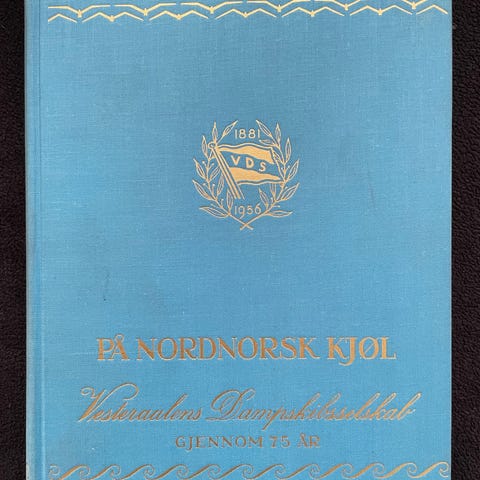 1881
VDS
1956
PÅ NORDNORSK KJØL
Vesteraalens Dampskibsselskab
GJENNOM 75 ÅR